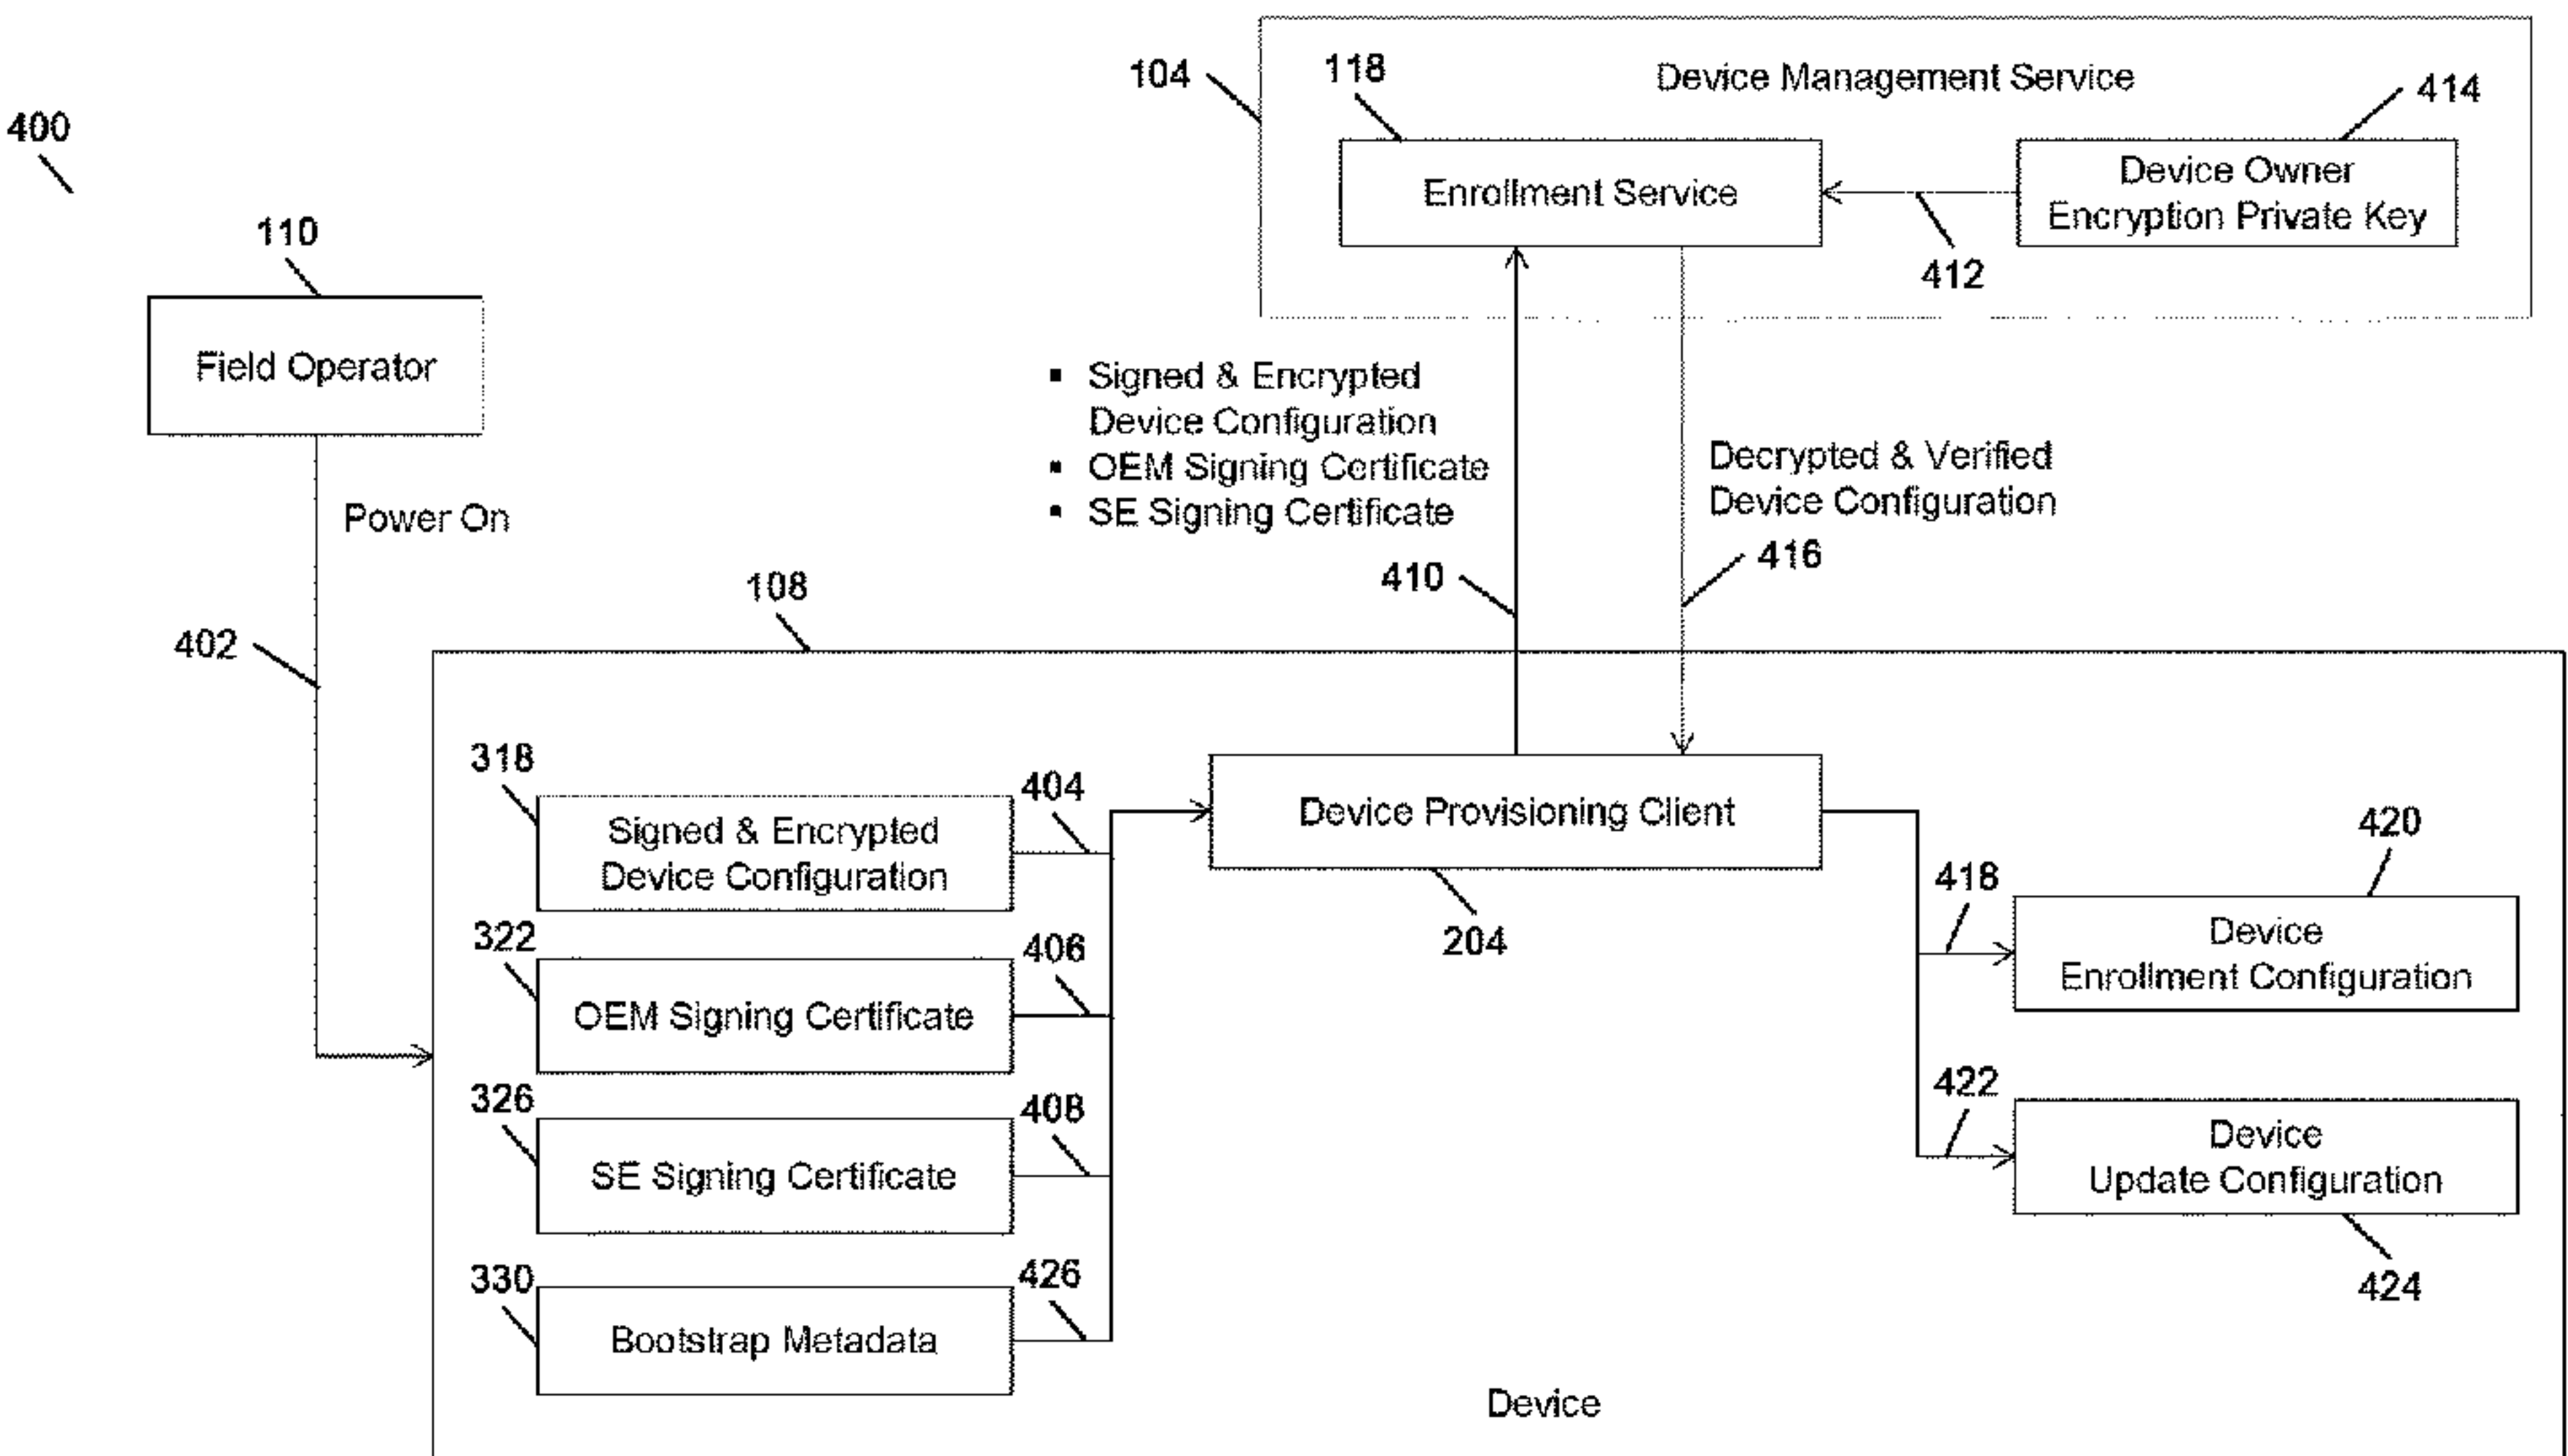 400
104
118
Device Management Service
414
Enrollment Service
Device Owner
Encryption Private Key
412
110
Field Operator
Power On
402
▪ Signed & Encrypted
Device Configuration
▪ OEM Signing Certificate
▪ SE Signing Certificate
410
Decrypted & Verified
Device Configuration
416
108
318
Signed & Encrypted
Device Configuration
404
322
OEM Signing Certificate
406
326
SE Signing Certificate
408
330
Bootstrap Metadata
426
Device Provisioning Client
204
418
420
Device
Enrollment Configuration
422
Device
Update Configuration
424
Device